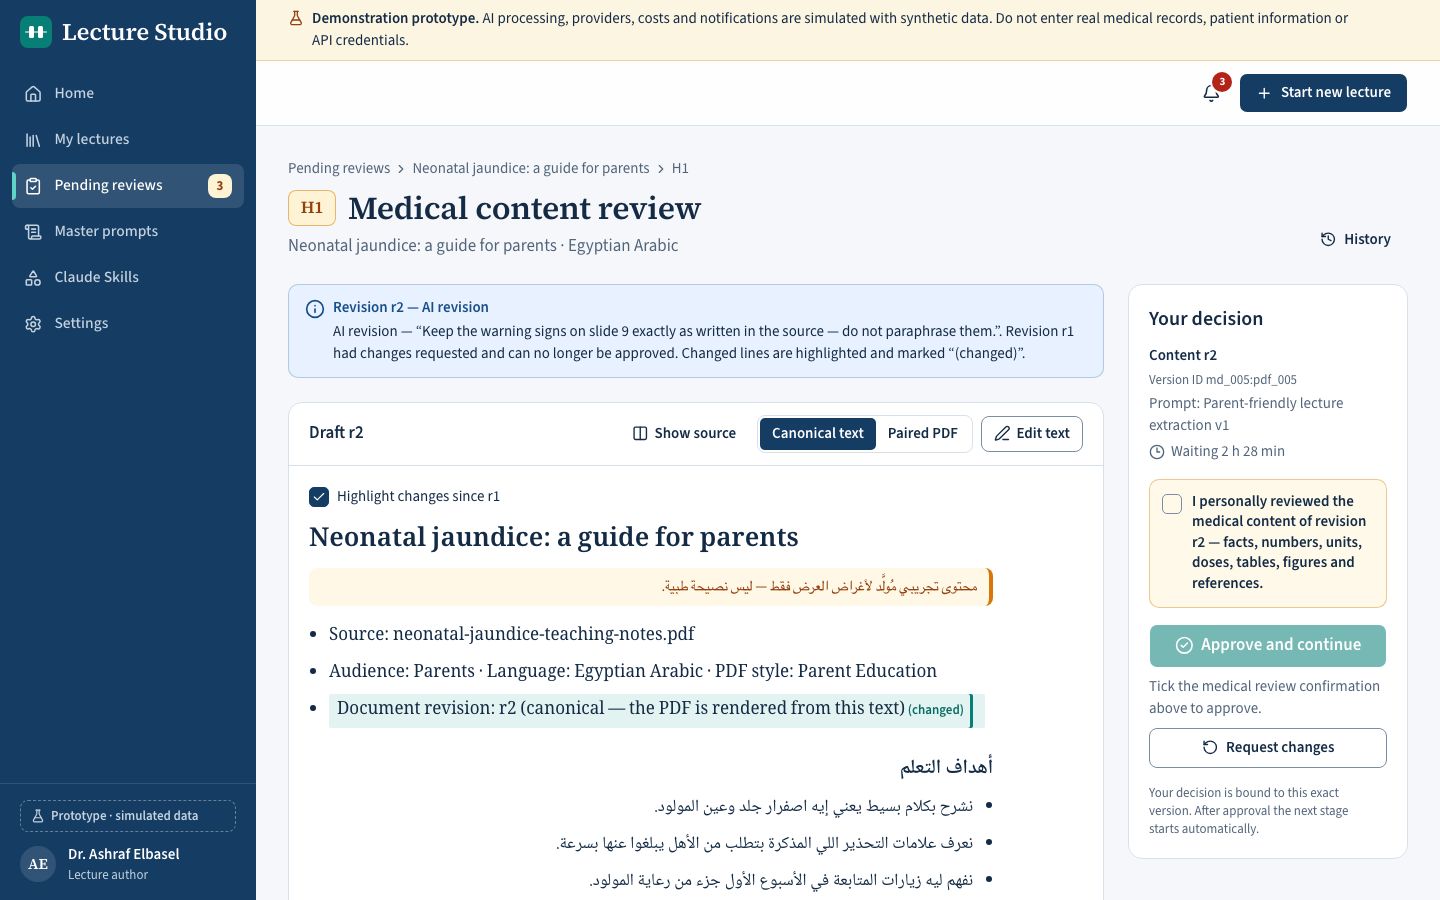 Lecture Studio
Home
My lectures
Pending reviews
3
Master prompts
Claude Skills
Settings
Prototype · simulated data
AE
Dr. Ashraf Elbasel
Lecture author
Demonstration prototype. AI processing, providers, costs and notifications are simulated with synthetic data. Do not enter real medical records, patient information or
API credentials.
3
Start new lecture
Pending reviews > Neonatal jaundice: a guide for parents > H1
H1
Medical content review
Neonatal jaundice: a guide for parents · Egyptian Arabic
History
Revision r2 — AI revision
AI revision — “Keep the warning signs on slide 9 exactly as written in the source — do not paraphrase them.”. Revision r1
had changes requested and can no longer be approved. Changed lines are highlighted and marked “(changed)”.
Draft r2
Show source
Canonical text
Paired PDF
Edit text
Highlight changes since r1
Neonatal jaundice: a guide for parents
محتوى تجريبي مُولَّد لأغراض العرض فقط — ليس نصيحة طبية.
• Source: neonatal-jaundice-teaching-notes.pdf
• Audience: Parents · Language: Egyptian Arabic · PDF style: Parent Education
• Document revision: r2 (canonical — the PDF is rendered from this text) (changed)
أهداف التعلم
• نشرح بكلام بسيط يعني إيه اصفرار جلد وعين المولود.
• نعرف علامات التحذير اللي المذكرة بتطلب من الأهل يبلغوا عنها بسرعة.
• نفهم ليه زيارات المتابعة في الأسبوع الأول جزء من رعاية المولود.
Your decision
Content r2
Version ID md_005:pdf_005
Prompt: Parent-friendly lecture
extraction v1
Waiting 2 h 28 min
I personally reviewed the
medical content of revision
r2 — facts, numbers, units,
doses, tables, figures and
references.
Approve and continue
Tick the medical review confirmation
above to approve.
Request changes
Your decision is bound to this exact
version. After approval the next stage
starts automatically.